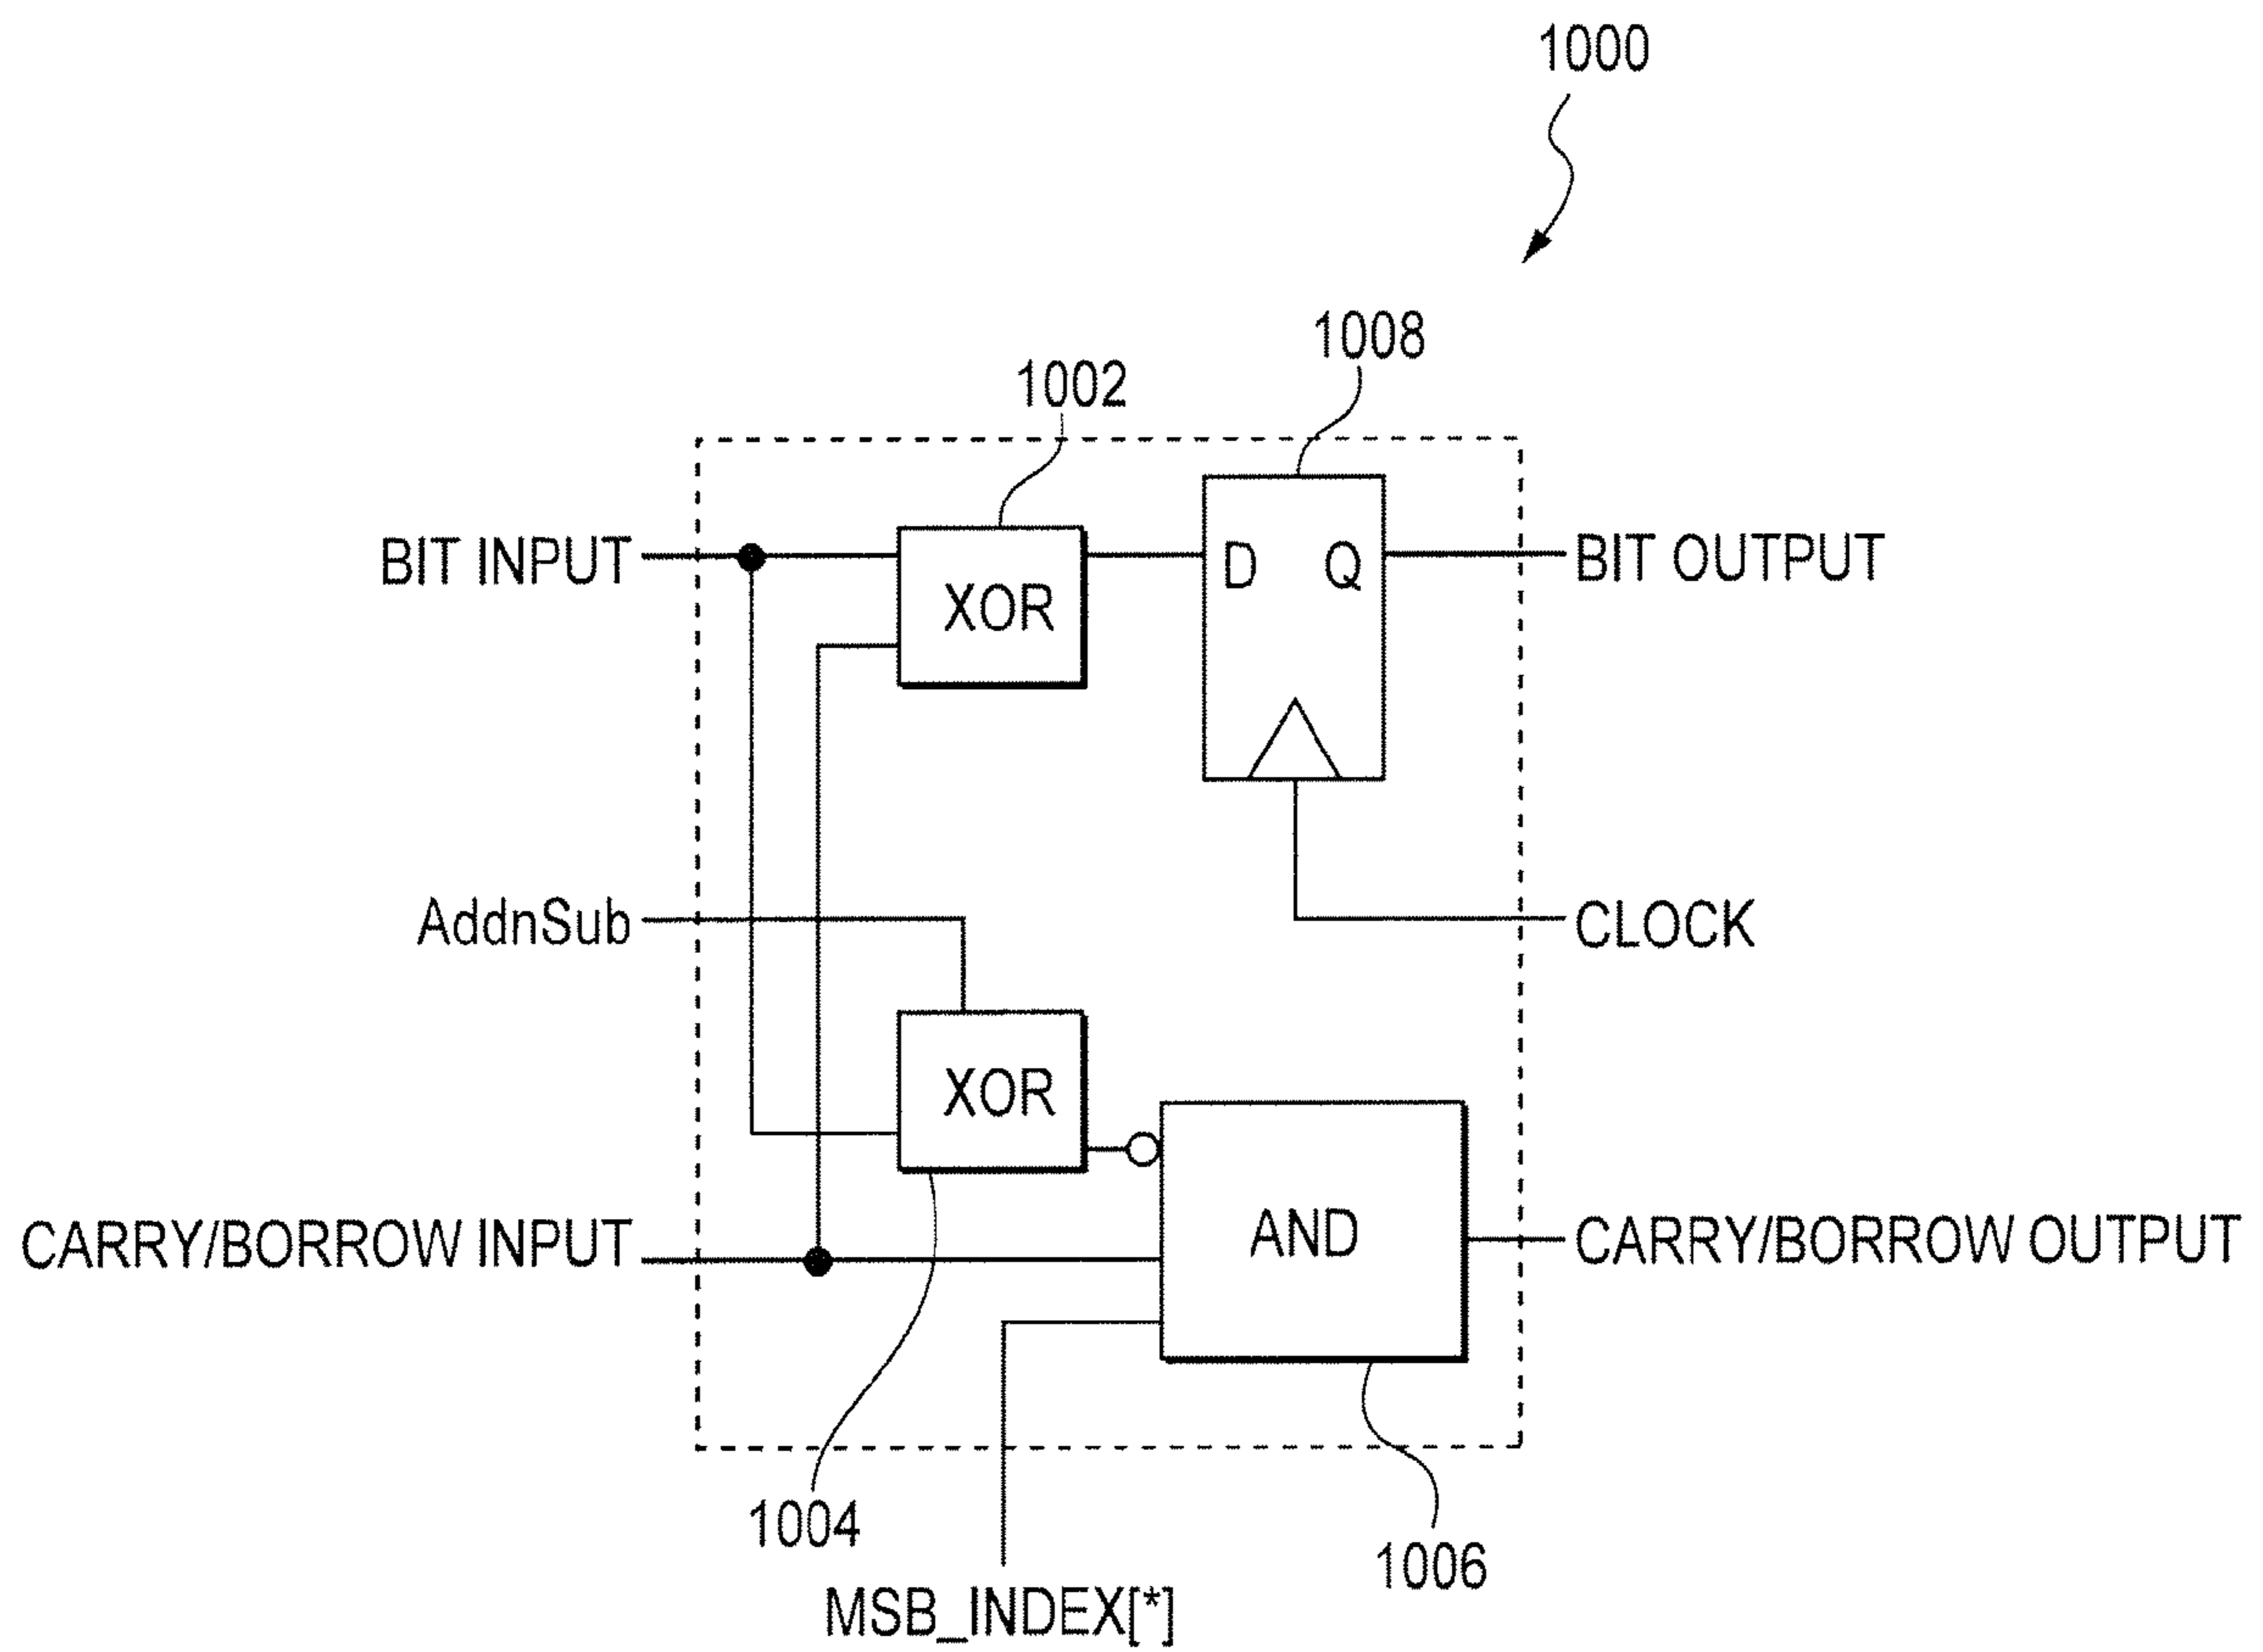 1000
1008
1002
BIT INPUT
XOR
D
Q
BIT OUTPUT
AddnSub
CLOCK
XOR
CARRY/BORROW INPUT
AND
CARRY/BORROW OUTPUT
1004
1006
MSB_INDEX[*]